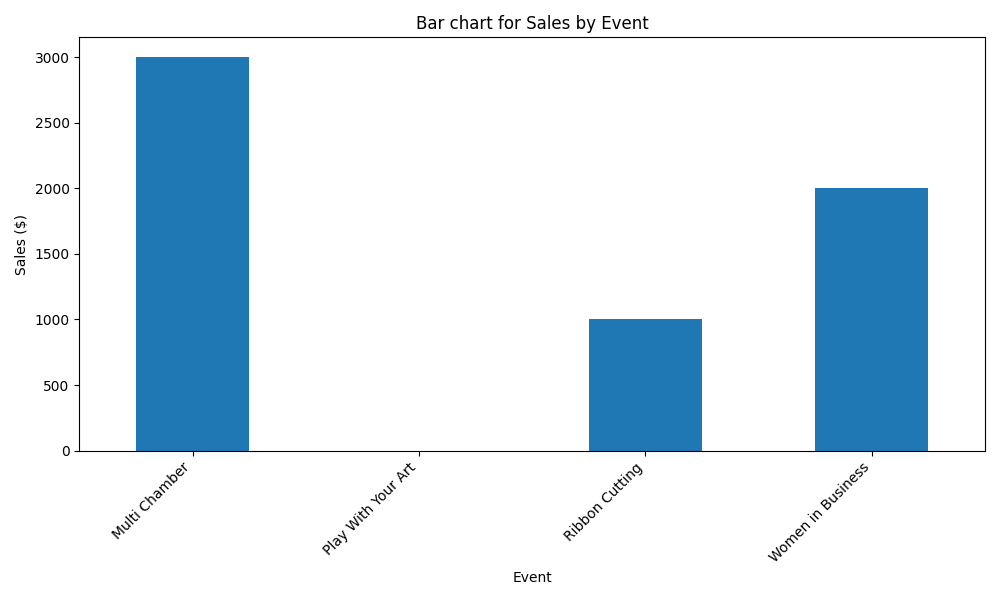 Bar chart for Sales by Event
Sales ($)
3000
2500
2000
1500
1000
500
0
Multi Chamber
Play With Your Art
Ribbon Cutting
Women in Business
Event